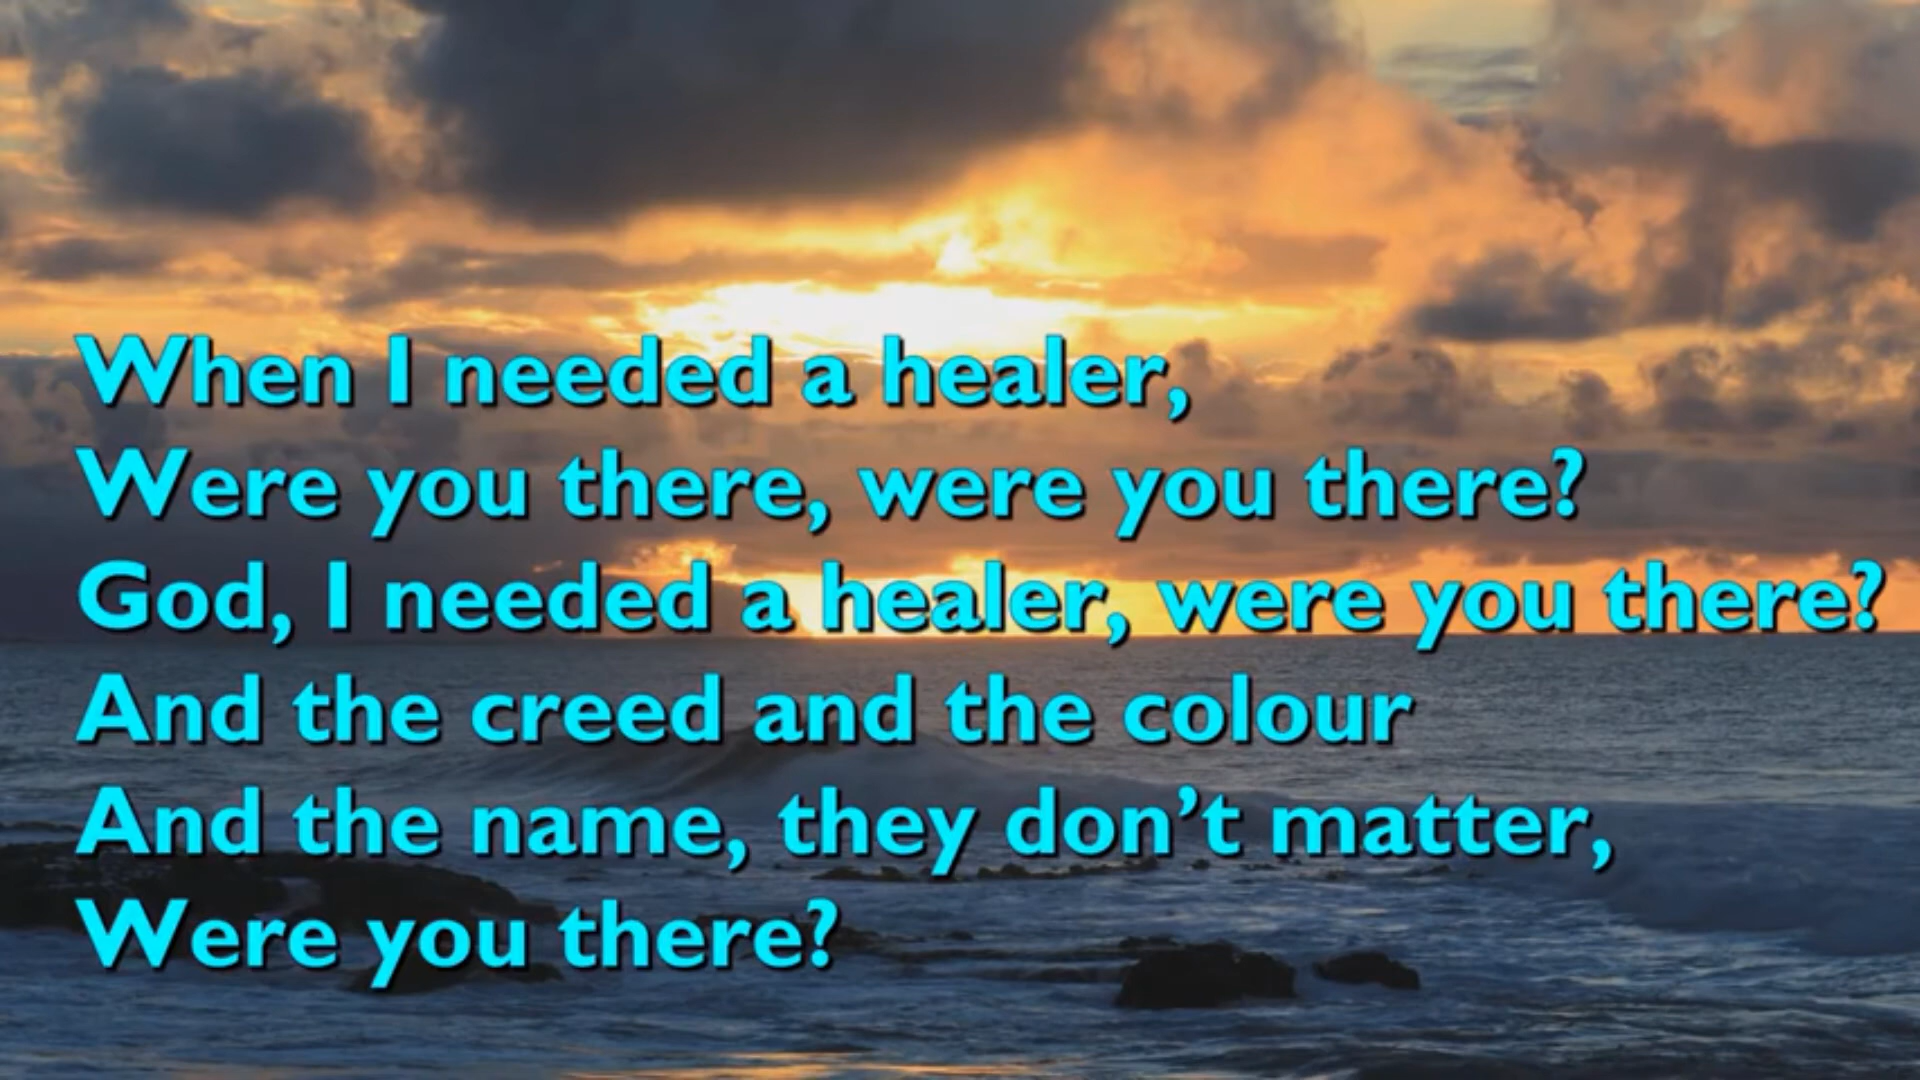 When I needed a healer,
Were you there, were you there?
God, I needed a healer, were you there?
And the creed and the colour
And the name, they don’t matter,
Were you there?